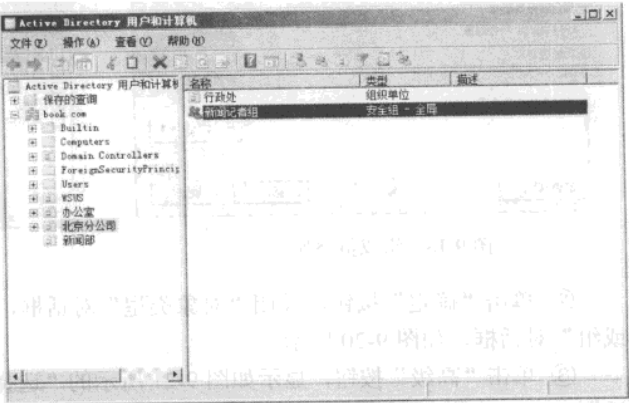 Active Directory 用户和计算机
文件(F) 操作(A) 查看(V) 帮助(H)
Active Directory 用户和计算机
保存的查询
book.com
Builtin
Computers
Domain Controllers
ForeignSecurityPrincip
Users
WSUS
办公室
北京分公司
新闻部
名称 类型 描述
行政处 组织单位
新闻记者组 安全组 - 全局